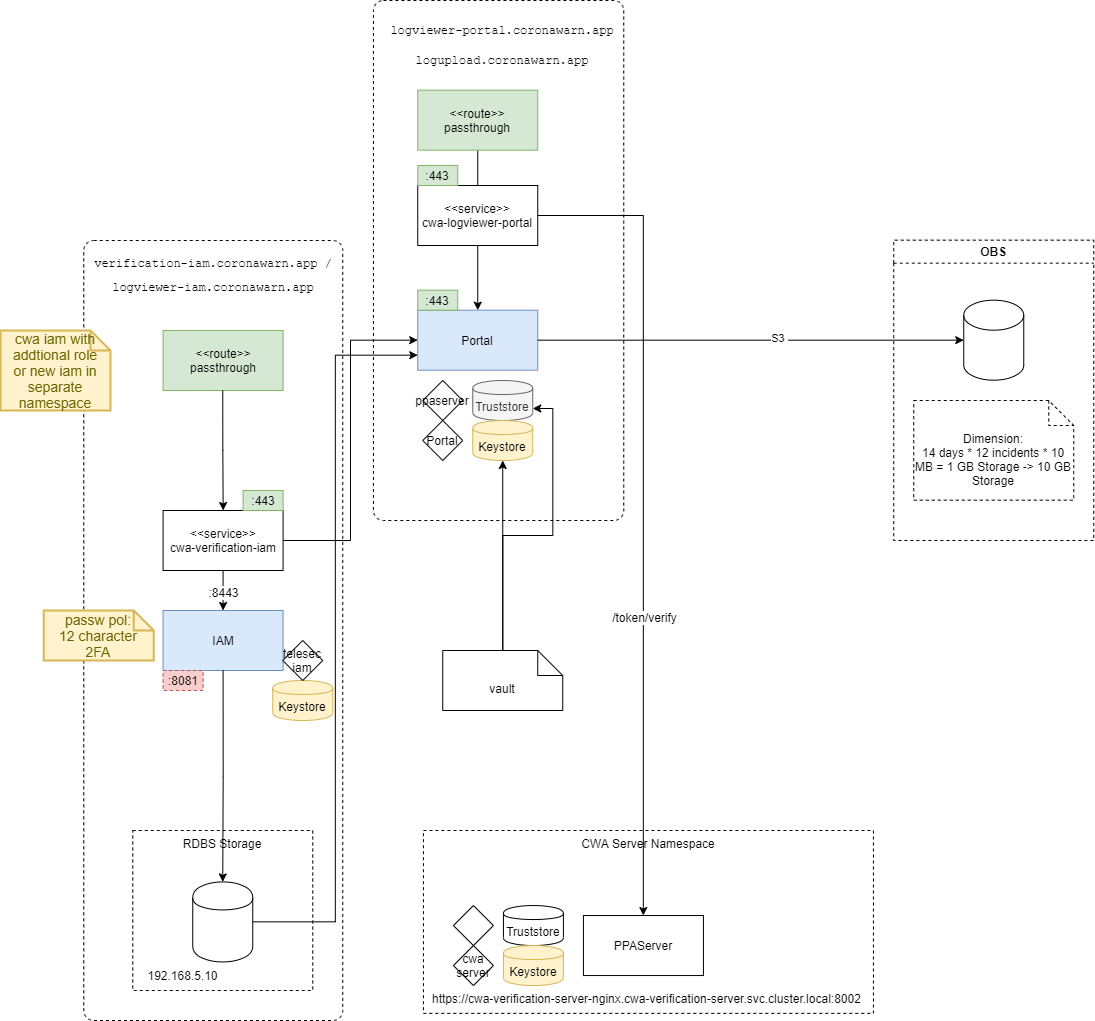 logviewer-portal.coronawarn.app
logupload.coronawarn.app
<<route>>
passthrough
:443
<<service>>
cwa-logviewer-portal
:443
Portal
ppaserver
Truststore
Portal
Keystore
verification-iam.coronawarn.app /
logviewer-iam.coronawarn.app
cwa iam with
addtional role
or new iam in
separate
namespace
<<route>>
passthrough
:443
<<service>>
cwa-verification-iam
:8443
passw pol:
12 character
2FA
IAM
:8081
telesec
iam
Keystore
RDBS Storage
192.168.5.10
S3
OBS
Dimension:
14 days * 12 incidents * 10
MB = 1 GB Storage -> 10 GB
Storage
/token/verify
vault
CWA Server Namespace
Truststore
cwa
server
Keystore
PPAServer
https://cwa-verification-server-nginx.cwa-verification-server.svc.cluster.local:8002